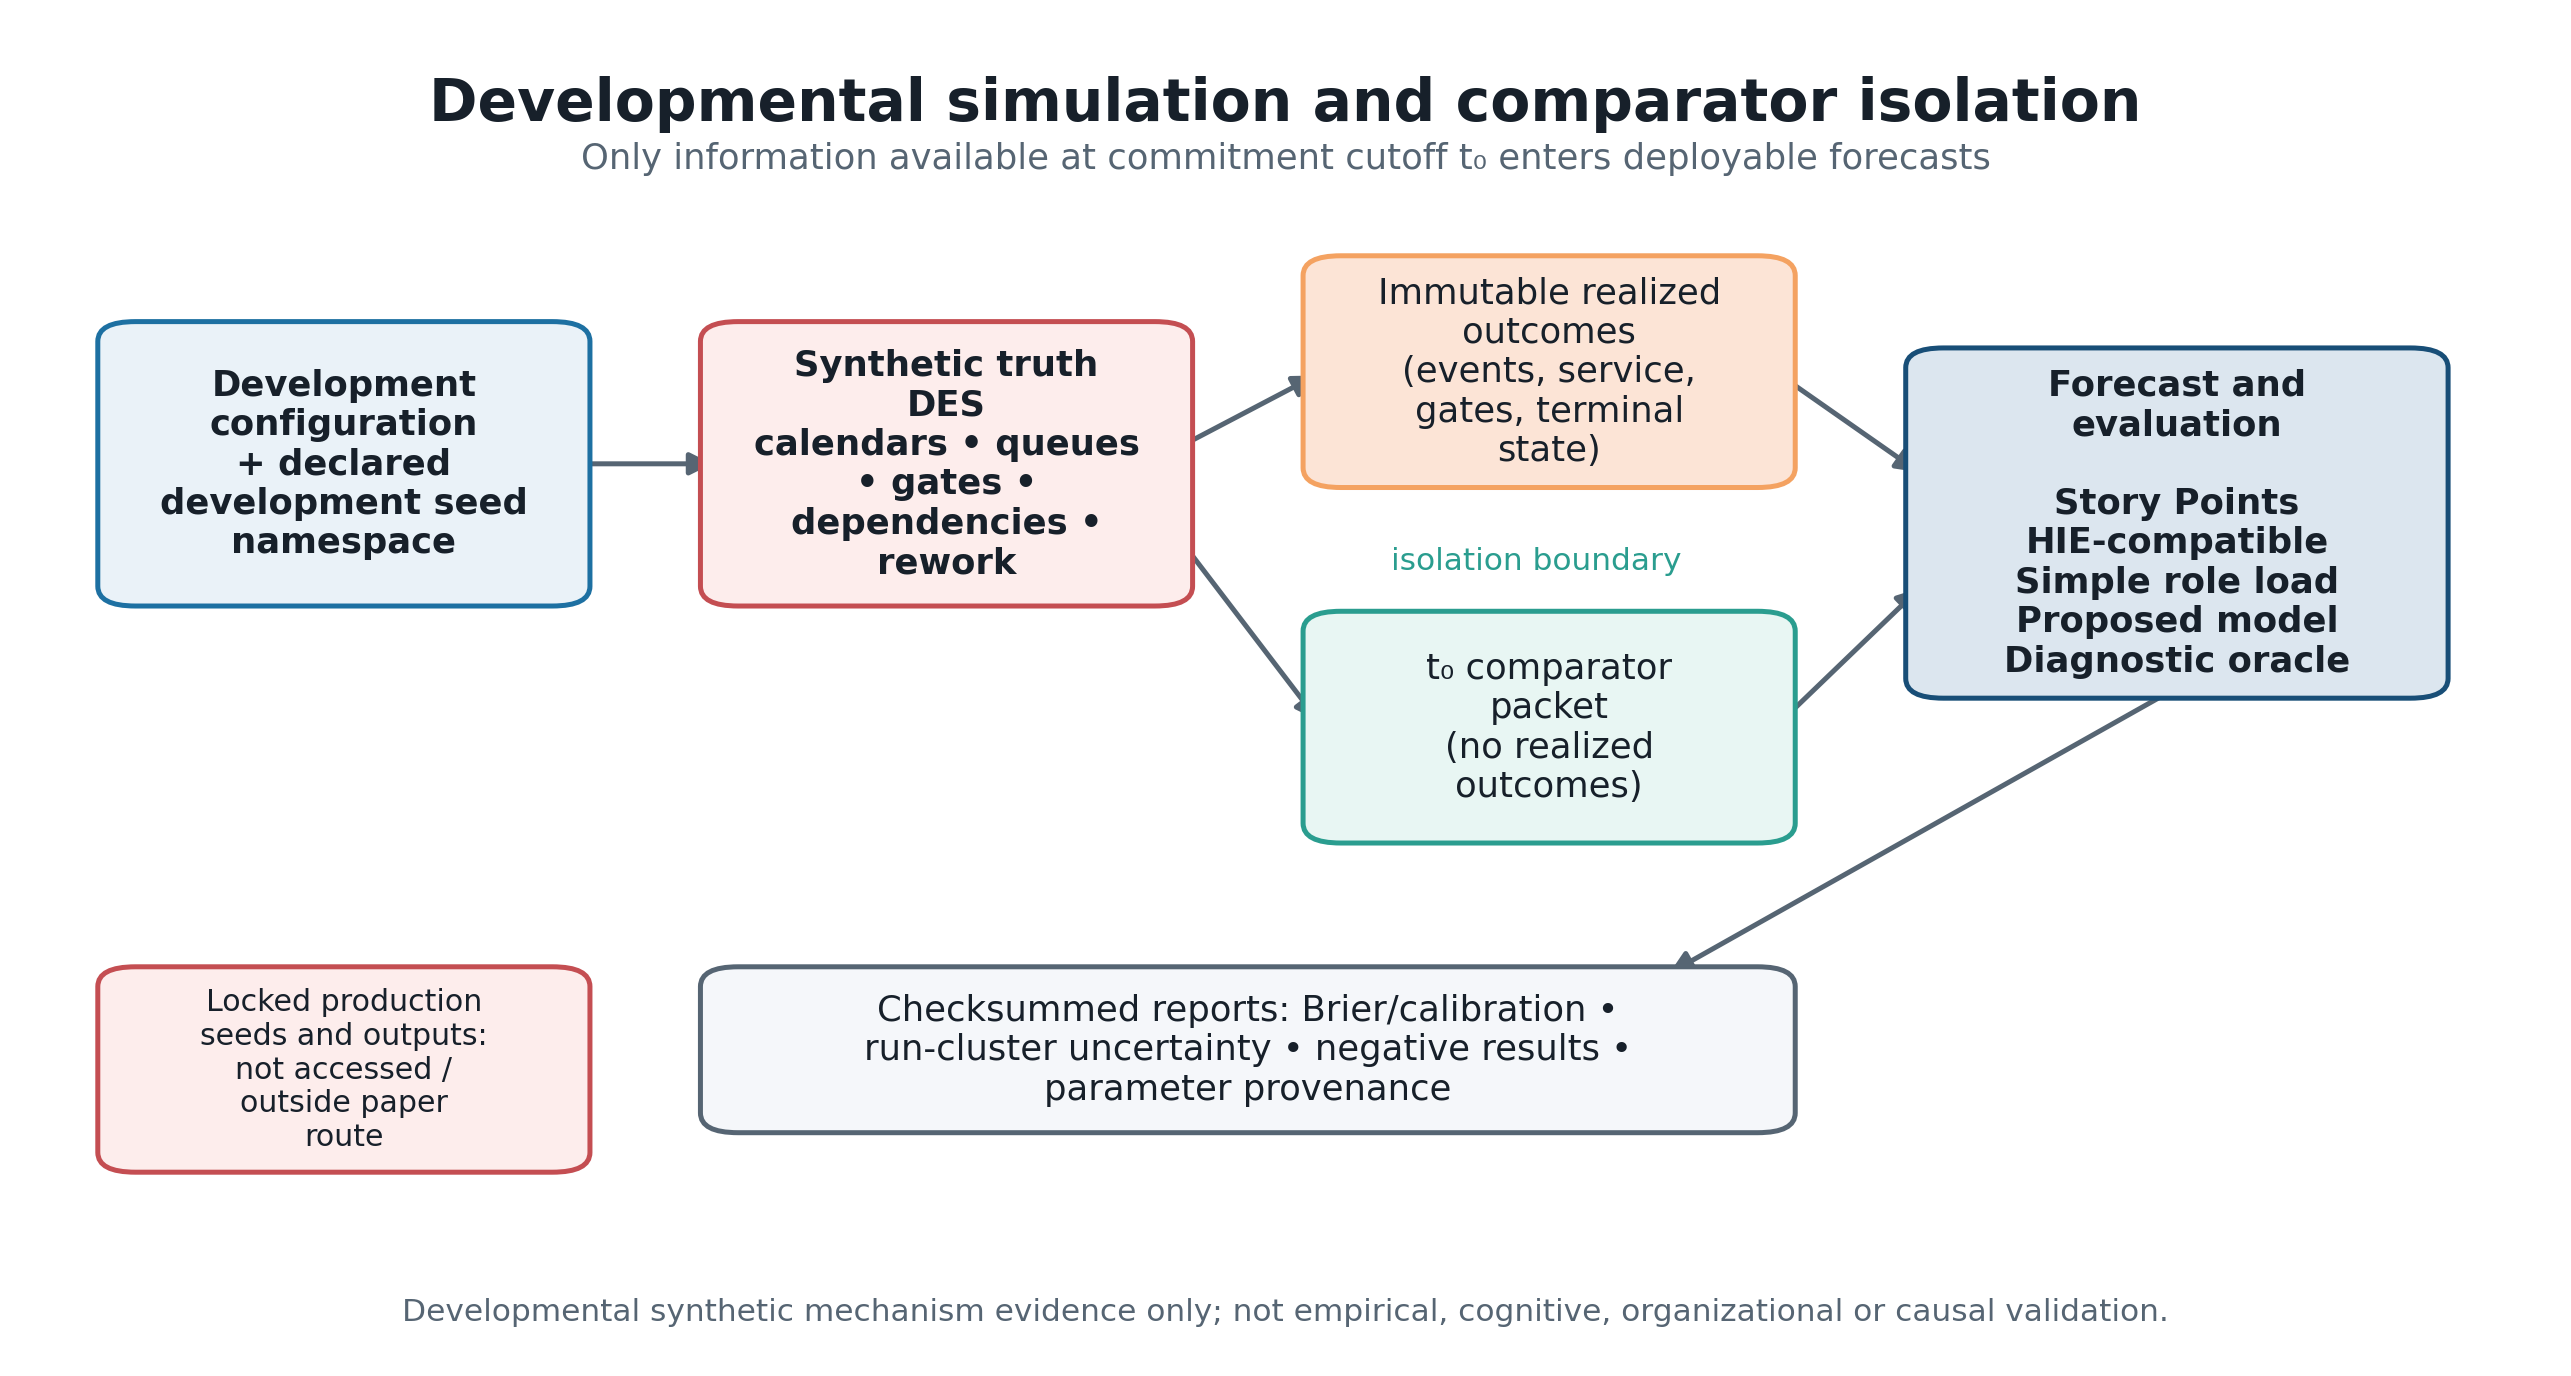 Developmental simulation and comparator isolation
Only information available at commitment cutoff t₀ enters deployable forecasts
Development
configuration
+ declared
development seed
namespace
Synthetic truth
DES
calendars • queues
• gates •
dependencies •
rework
Immutable realized
outcomes
(events, service,
gates, terminal
state)
isolation boundary
t₀ comparator
packet
(no realized
outcomes)
Forecast and
evaluation
Story Points
HIE-compatible
Simple role load
Proposed model
Diagnostic oracle
Locked production
seeds and outputs:
not accessed /
outside paper
route
Checksummed reports: Brier/calibration •
run-cluster uncertainty • negative results •
parameter provenance
Developmental synthetic mechanism evidence only; not empirical, cognitive, organizational or causal validation.